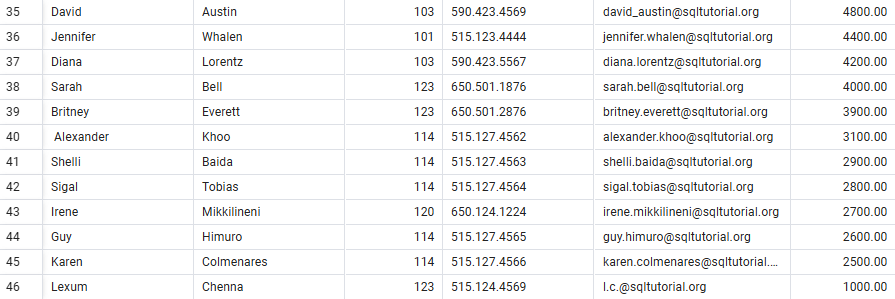 35 David Austin 103 590.423.4569 david_austin@sqltutorial.org 4800.00
36 Jennifer Whalen 101 515.123.4444 jennifer.whalen@sqltutorial.org 4400.00
37 Diana Lorentz 103 590.423.5567 diana.lorentz@sqltutorial.org 4200.00
38 Sarah Bell 123 650.501.1876 sarah.bell@sqltutorial.org 4000.00
39 Britney Everett 123 650.501.2876 britney.everett@sqltutorial.org 3900.00
40 Alexander Khoo 114 515.127.4562 alexander.khoo@sqltutorial.org 3100.00
41 Shelli Baida 114 515.127.4563 shelli.baida@sqltutorial.org 2900.00
42 Sigal Tobias 114 515.127.4564 sigal.tobias@sqltutorial.org 2800.00
43 Irene Mikkilineni 120 650.124.1224 irene.mikkilineni@sqltutorial.org 2700.00
44 Guy Himuro 114 515.127.4565 guy.himuro@sqltutorial.org 2600.00
45 Karen Colmenares 114 515.127.4566 karen.colmenares@sqltutorial.... 2500.00
46 Lexum Chenna 123 515.124.4569 l.c.@sqltutorial.org 1000.00